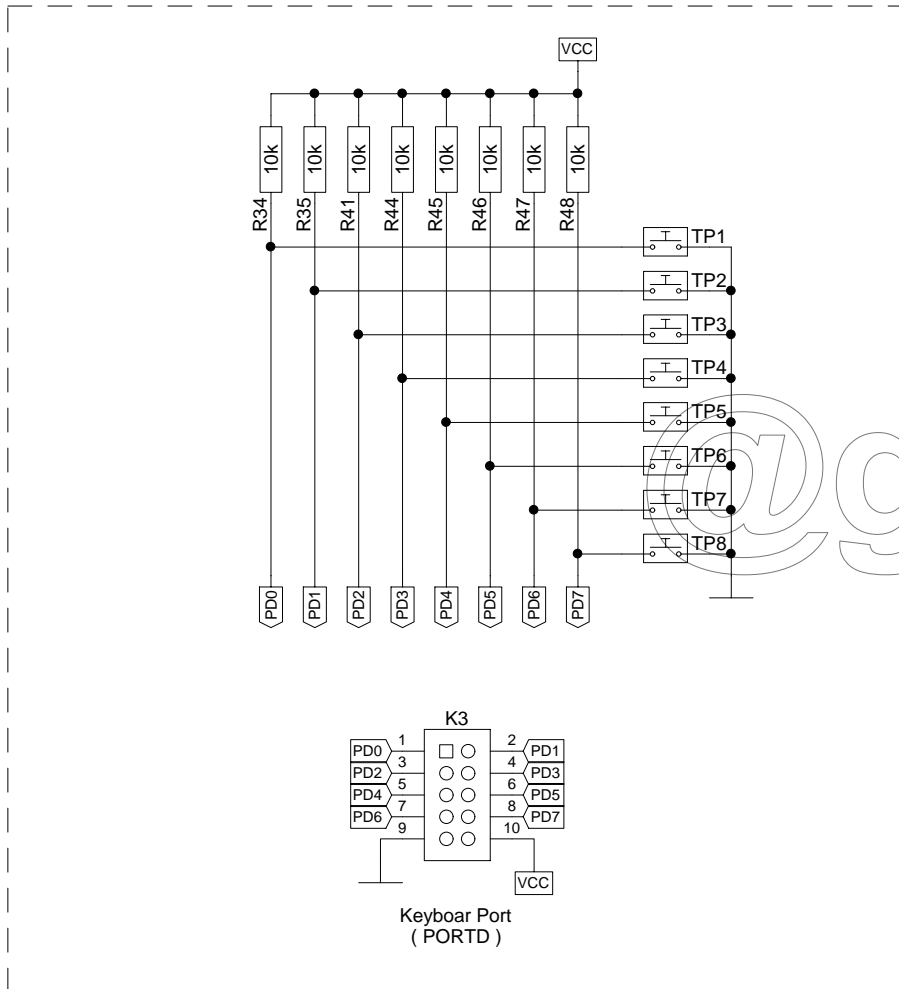 VCC
10k 10k 10k 10k 10k 10k 10k 10k
R34 R35 R41 R44 R45 R46 R47 R48
TP1
TP2
TP3
TP4
TP5
TP6
TP7
TP8
@g
PD0 PD1 PD2 PD3 PD4 PD5 PD6 PD7
K3
PD0 1 2 PD1
PD2 3 4 PD3
PD4 5 6 PD5
PD6 7 8 PD7
9 10
VCC
Keyboar Port
( PORTD )